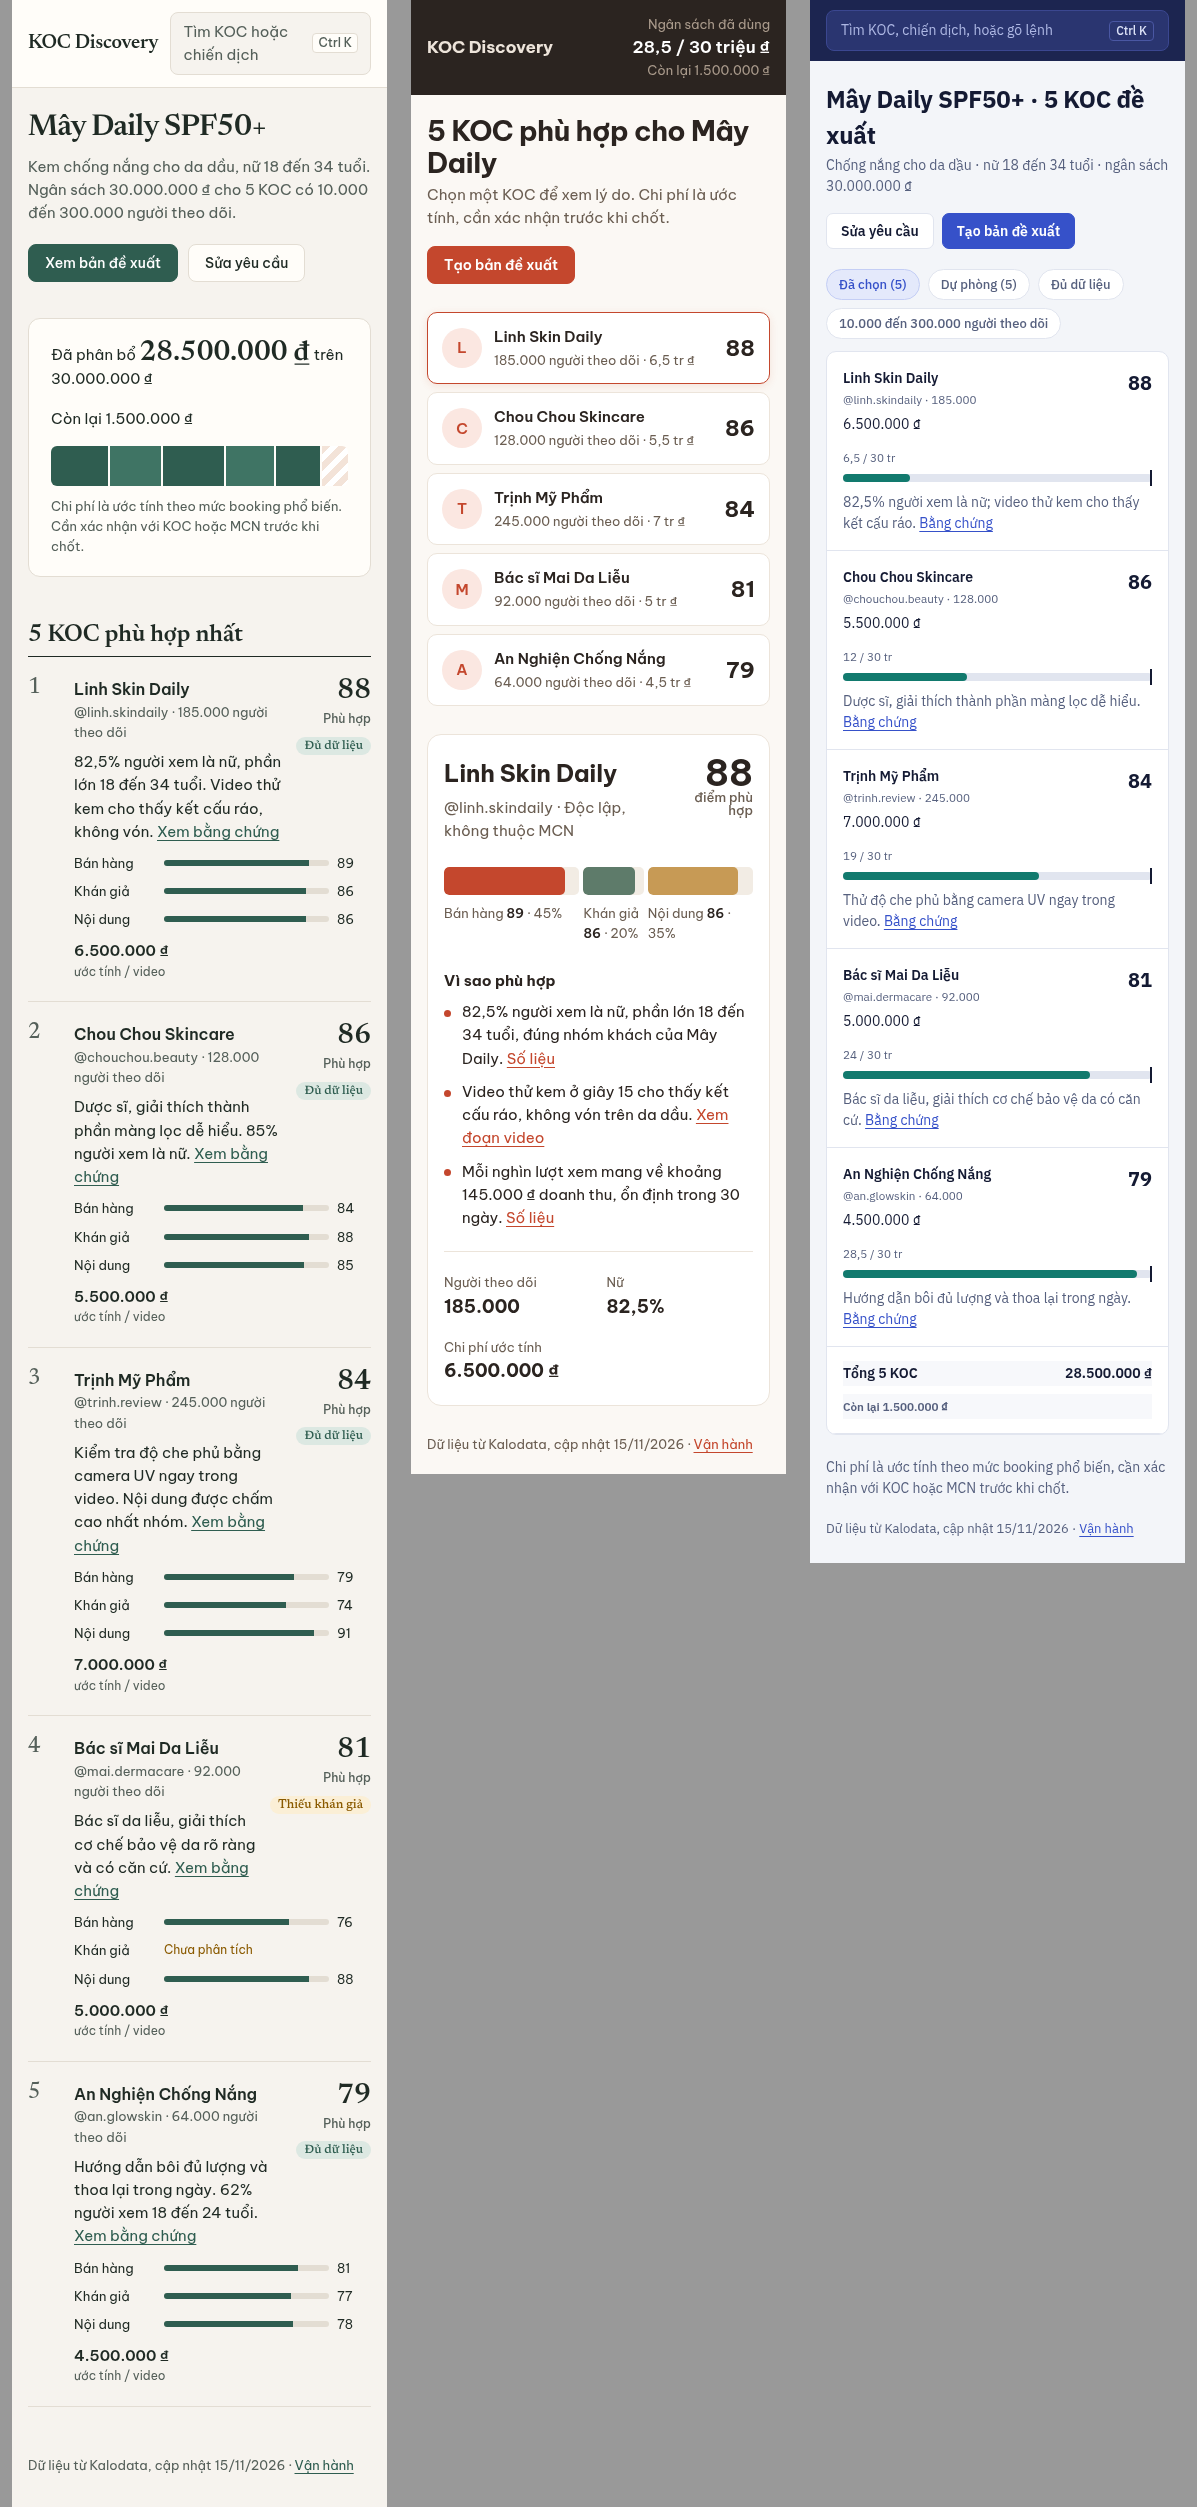 KOC Discovery
Tìm KOC hoặc
chiến dịch
Ctrl K
Mây Daily SPF50+
Kem chống nắng cho da dầu, nữ 18 đến 34 tuổi.
Ngân sách 30.000.000 ₫ cho 5 KOC có 10.000
đến 300.000 người theo dõi.
Xem bản đề xuất
Sửa yêu cầu
Đã phân bổ 28.500.000 ₫ trên
30.000.000 ₫
Còn lại 1.500.000 ₫
Chi phí là ước tính theo mức booking phổ biến.
Cần xác nhận với KOC hoặc MCN trước khi
chốt.
5 KOC phù hợp nhất
1
Linh Skin Daily
88
@linh.skindaily · 185.000 người
theo dõi
Phù hợp
Đủ dữ liệu
82,5% người xem là nữ, phần
lớn 18 đến 34 tuổi. Video thử
kem cho thấy kết cấu ráo,
không vón. Xem bằng chứng
Bán hàng 89
Khán giả 86
Nội dung 86
6.500.000 ₫
ước tính / video
2
Chou Chou Skincare
86
@chouchou.beauty · 128.000
người theo dõi
Phù hợp
Đủ dữ liệu
Dược sĩ, giải thích thành
phần màng lọc dễ hiểu. 85%
người xem là nữ. Xem bằng
chứng
Bán hàng 84
Khán giả 88
Nội dung 85
5.500.000 ₫
ước tính / video
3
Trịnh Mỹ Phẩm
84
@trinh.review · 245.000 người
theo dõi
Phù hợp
Đủ dữ liệu
Kiểm tra độ che phủ bằng
camera UV ngay trong
video. Nội dung được chấm
cao nhất nhóm. Xem bằng
chứng
Bán hàng 79
Khán giả 74
Nội dung 91
7.000.000 ₫
ước tính / video
4
Bác sĩ Mai Da Liễu
81
@mai.dermacare · 92.000
người theo dõi
Phù hợp
Thiếu khán giả
Bác sĩ da liễu, giải thích
cơ chế bảo vệ da rõ ràng
và có căn cứ. Xem bằng
chứng
Bán hàng 76
Khán giả Chưa phân tích
Nội dung 88
5.000.000 ₫
ước tính / video
5
An Nghiện Chống Nắng
79
@an.glowskin · 64.000 người
theo dõi
Phù hợp
Đủ dữ liệu
Hướng dẫn bôi đủ lượng và
thoa lại trong ngày. 62%
người xem 18 đến 24 tuổi.
Xem bằng chứng
Bán hàng 81
Khán giả 77
Nội dung 78
4.500.000 ₫
ước tính / video
Dữ liệu từ Kalodata, cập nhật 15/11/2026 · Vận hành
KOC Discovery
Ngân sách đã dùng
28,5 / 30 triệu ₫
Còn lại 1.500.000 ₫
5 KOC phù hợp cho Mây
Daily
Chọn một KOC để xem lý do. Chi phí là ước
tính, cần xác nhận trước khi chốt.
Tạo bản đề xuất
L
Linh Skin Daily
185.000 người theo dõi · 6,5 tr ₫
88
C
Chou Chou Skincare
128.000 người theo dõi · 5,5 tr ₫
86
T
Trịnh Mỹ Phẩm
245.000 người theo dõi · 7 tr ₫
84
M
Bác sĩ Mai Da Liễu
92.000 người theo dõi · 5 tr ₫
81
A
An Nghiện Chống Nắng
64.000 người theo dõi · 4,5 tr ₫
79
Linh Skin Daily
88
điểm phù
hợp
@linh.skindaily · Độc lập,
không thuộc MCN
Bán hàng 89 · 45%
Khán giả
86 · 20%
Nội dung 86 ·
35%
Vì sao phù hợp
82,5% người xem là nữ, phần lớn 18 đến
34 tuổi, đúng nhóm khách của Mây
Daily. Số liệu
Video thử kem ở giây 15 cho thấy kết
cấu ráo, không vón trên da dầu. Xem
đoạn video
Mỗi nghìn lượt xem mang về khoảng
145.000 ₫ doanh thu, ổn định trong 30
ngày. Số liệu
Người theo dõi
185.000
Nữ
82,5%
Chi phí ước tính
6.500.000 ₫
Dữ liệu từ Kalodata, cập nhật 15/11/2026 · Vận hành
Tìm KOC, chiến dịch, hoặc gõ lệnh
Ctrl K
Mây Daily SPF50+ · 5 KOC đề
xuất
Chống nắng cho da dầu · nữ 18 đến 34 tuổi · ngân sách
30.000.000 ₫
Sửa yêu cầu
Tạo bản đề xuất
Đã chọn (5)
Dự phòng (5)
Đủ dữ liệu
10.000 đến 300.000 người theo dõi
Linh Skin Daily
88
@linh.skindaily · 185.000
6.500.000 ₫
6,5 / 30 tr
82,5% người xem là nữ; video thử kem cho thấy
kết cấu ráo. Bằng chứng
Chou Chou Skincare
86
@chouchou.beauty · 128.000
5.500.000 ₫
12 / 30 tr
Dược sĩ, giải thích thành phần màng lọc dễ hiểu.
Bằng chứng
Trịnh Mỹ Phẩm
84
@trinh.review · 245.000
7.000.000 ₫
19 / 30 tr
Thử độ che phủ bằng camera UV ngay trong
video. Bằng chứng
Bác sĩ Mai Da Liễu
81
@mai.dermacare · 92.000
5.000.000 ₫
24 / 30 tr
Bác sĩ da liễu, giải thích cơ chế bảo vệ da có căn
cứ. Bằng chứng
An Nghiện Chống Nắng
79
@an.glowskin · 64.000
4.500.000 ₫
28,5 / 30 tr
Hướng dẫn bôi đủ lượng và thoa lại trong ngày.
Bằng chứng
Tổng 5 KOC
28.500.000 ₫
Còn lại 1.500.000 ₫
Chi phí là ước tính theo mức booking phổ biến, cần xác
nhận với KOC hoặc MCN trước khi chốt.
Dữ liệu từ Kalodata, cập nhật 15/11/2026 · Vận hành